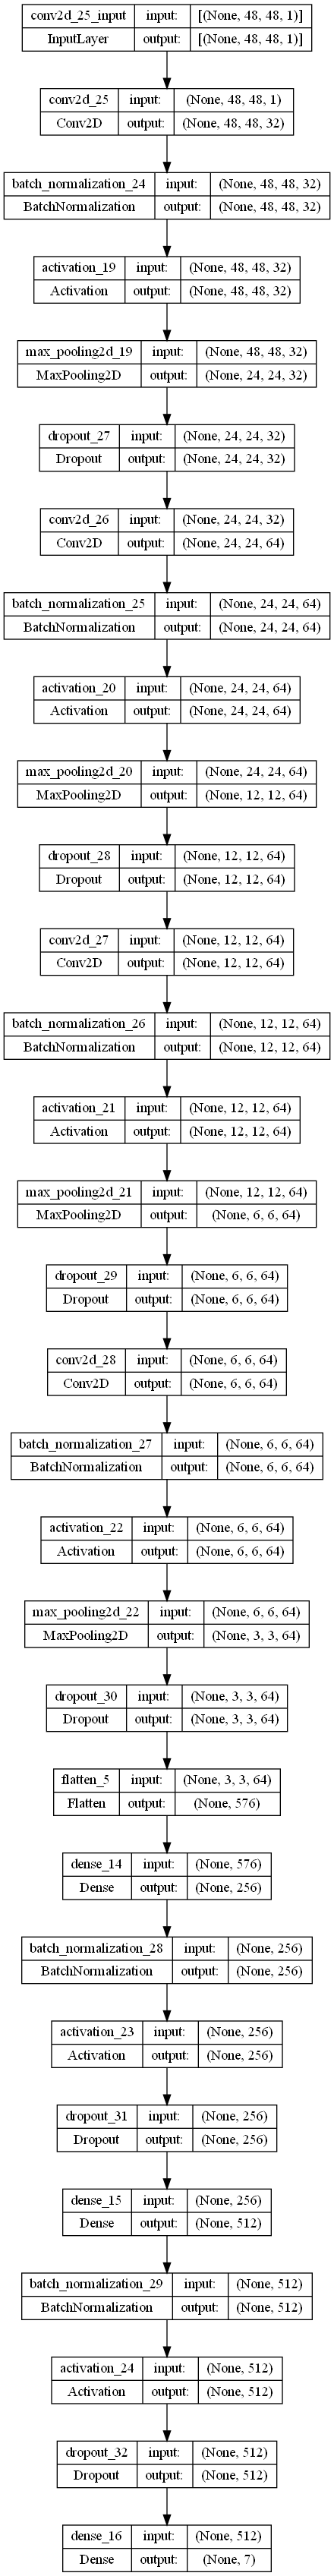 conv2d_25_input input: [(None, 48, 48, 1)]
InputLayer output: [(None, 48, 48, 1)]
conv2d_25 input: (None, 48, 48, 1)
Conv2D output: (None, 48, 48, 32)
batch_normalization_24 input: (None, 48, 48, 32)
BatchNormalization output: (None, 48, 48, 32)
activation_19 input: (None, 48, 48, 32)
Activation output: (None, 48, 48, 32)
max_pooling2d_19 input: (None, 48, 48, 32)
MaxPooling2D output: (None, 24, 24, 32)
dropout_27 input: (None, 24, 24, 32)
Dropout output: (None, 24, 24, 32)
conv2d_26 input: (None, 24, 24, 32)
Conv2D output: (None, 24, 24, 64)
batch_normalization_25 input: (None, 24, 24, 64)
BatchNormalization output: (None, 24, 24, 64)
activation_20 input: (None, 24, 24, 64)
Activation output: (None, 24, 24, 64)
max_pooling2d_20 input: (None, 24, 24, 64)
MaxPooling2D output: (None, 12, 12, 64)
dropout_28 input: (None, 12, 12, 64)
Dropout output: (None, 12, 12, 64)
conv2d_27 input: (None, 12, 12, 64)
Conv2D output: (None, 12, 12, 64)
batch_normalization_26 input: (None, 12, 12, 64)
BatchNormalization output: (None, 12, 12, 64)
activation_21 input: (None, 12, 12, 64)
Activation output: (None, 12, 12, 64)
max_pooling2d_21 input: (None, 12, 12, 64)
MaxPooling2D output: (None, 6, 6, 64)
dropout_29 input: (None, 6, 6, 64)
Dropout output: (None, 6, 6, 64)
conv2d_28 input: (None, 6, 6, 64)
Conv2D output: (None, 6, 6, 64)
batch_normalization_27 input: (None, 6, 6, 64)
BatchNormalization output: (None, 6, 6, 64)
activation_22 input: (None, 6, 6, 64)
Activation output: (None, 6, 6, 64)
max_pooling2d_22 input: (None, 6, 6, 64)
MaxPooling2D output: (None, 3, 3, 64)
dropout_30 input: (None, 3, 3, 64)
Dropout output: (None, 3, 3, 64)
flatten_5 input: (None, 3, 3, 64)
Flatten output: (None, 576)
dense_14 input: (None, 576)
Dense output: (None, 256)
batch_normalization_28 input: (None, 256)
BatchNormalization output: (None, 256)
activation_23 input: (None, 256)
Activation output: (None, 256)
dropout_31 input: (None, 256)
Dropout output: (None, 256)
dense_15 input: (None, 256)
Dense output: (None, 512)
batch_normalization_29 input: (None, 512)
BatchNormalization output: (None, 512)
activation_24 input: (None, 512)
Activation output: (None, 512)
dropout_32 input: (None, 512)
Dropout output: (None, 512)
dense_16 input: (None, 512)
Dense output: (None, 7)